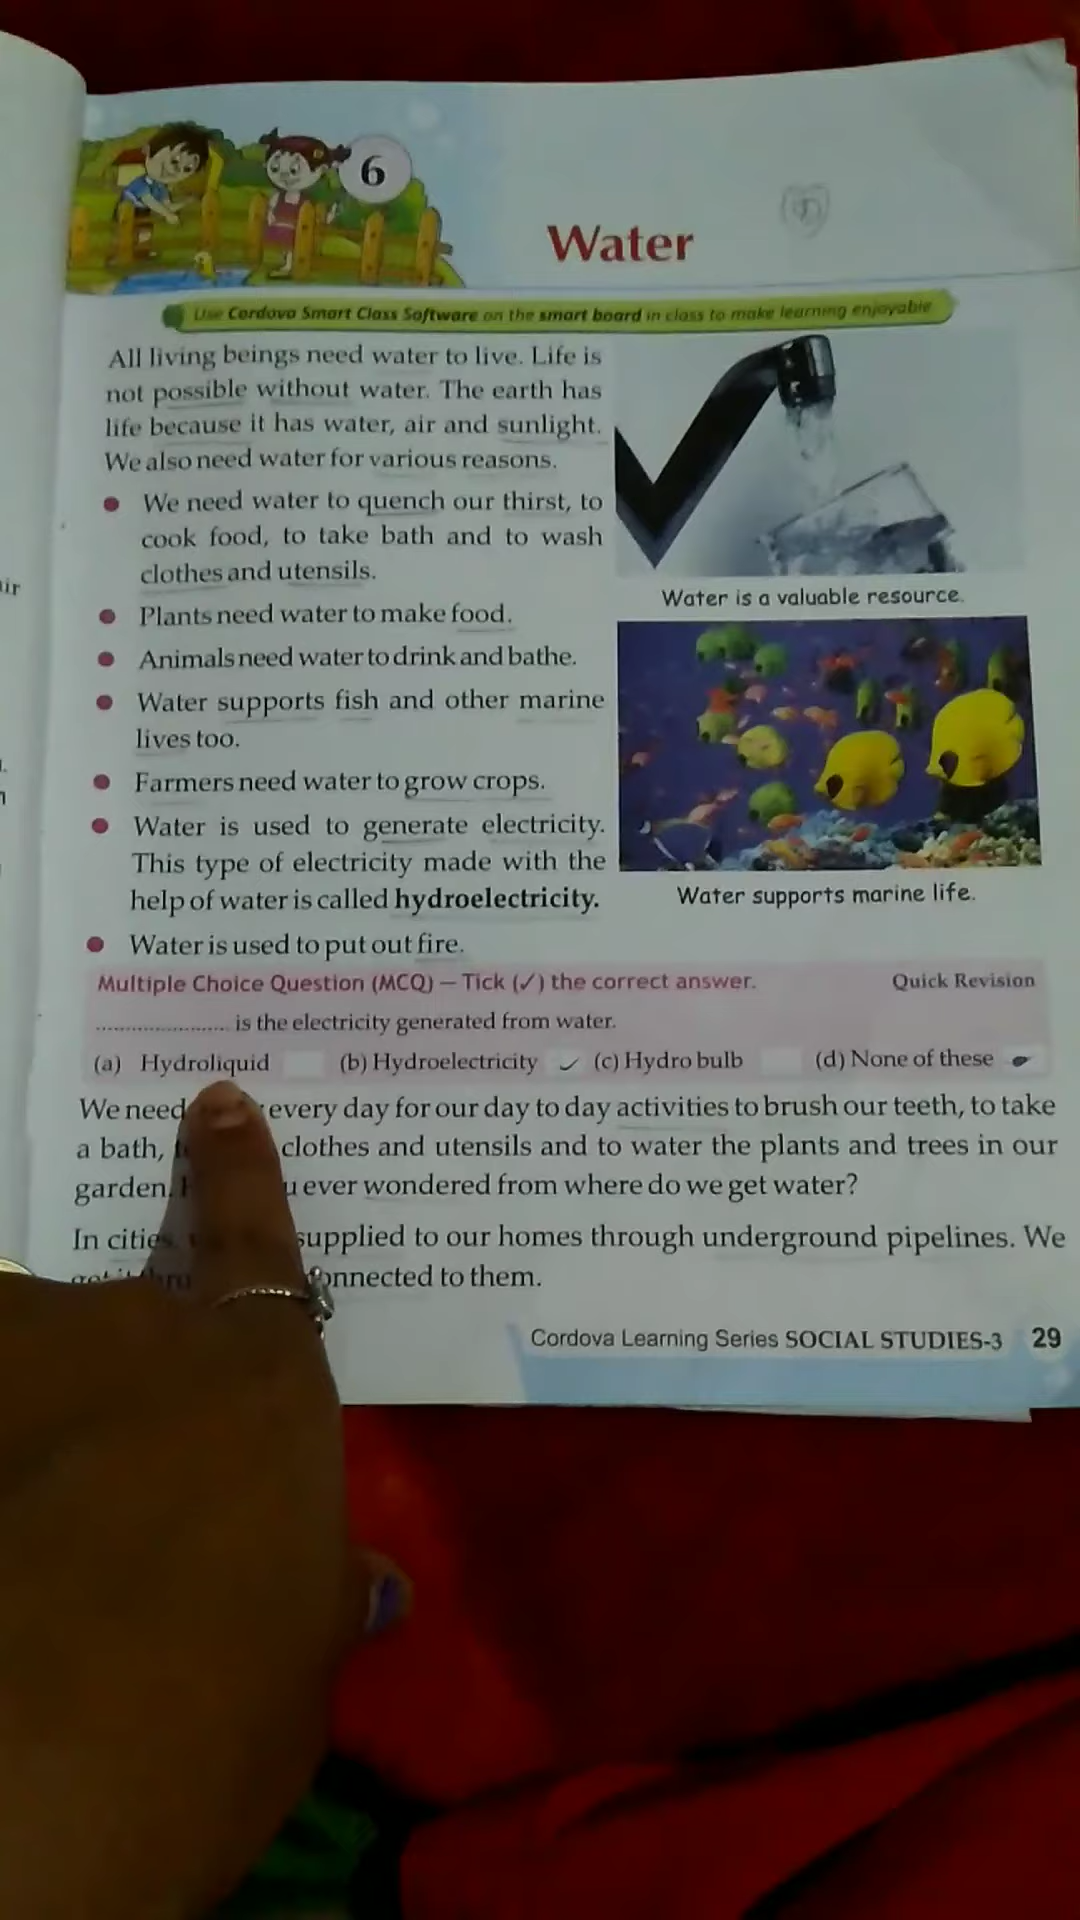 6
Water
Use Cordova Smart Class Software on the smart board in class to make learning enjoyable
All living beings need water to live. Life is
not possible without water. The earth has
life because it has water, air and sunlight.
We also need water for various reasons.
We need water to quench our thirst, to
cook food, to take bath and to wash
clothes and utensils.
Plants need water to make food.
Animals need water to drink and bathe.
Water supports fish and other marine
lives too.
Farmers need water to grow crops.
Water is used to generate electricity.
This type of electricity made with the
help of water is called hydroelectricity.
Water is used to put out fire.
Water is a valuable resource.
Water supports marine life.
Multiple Choice Question (MCQ) – Tick (✓) the correct answer. Quick Revision
...................... is the electricity generated from water.
(a) Hydroliquid (b) Hydroelectricity ✓ (c) Hydro bulb (d) None of these
We need every day for our day to day activities to brush our teeth, to take
a bath, clothes and utensils and to water the plants and trees in our
garden. ever wondered from where do we get water?
In cities supplied to our homes through underground pipelines. We
connected to them.
Cordova Learning Series SOCIAL STUDIES-3 29